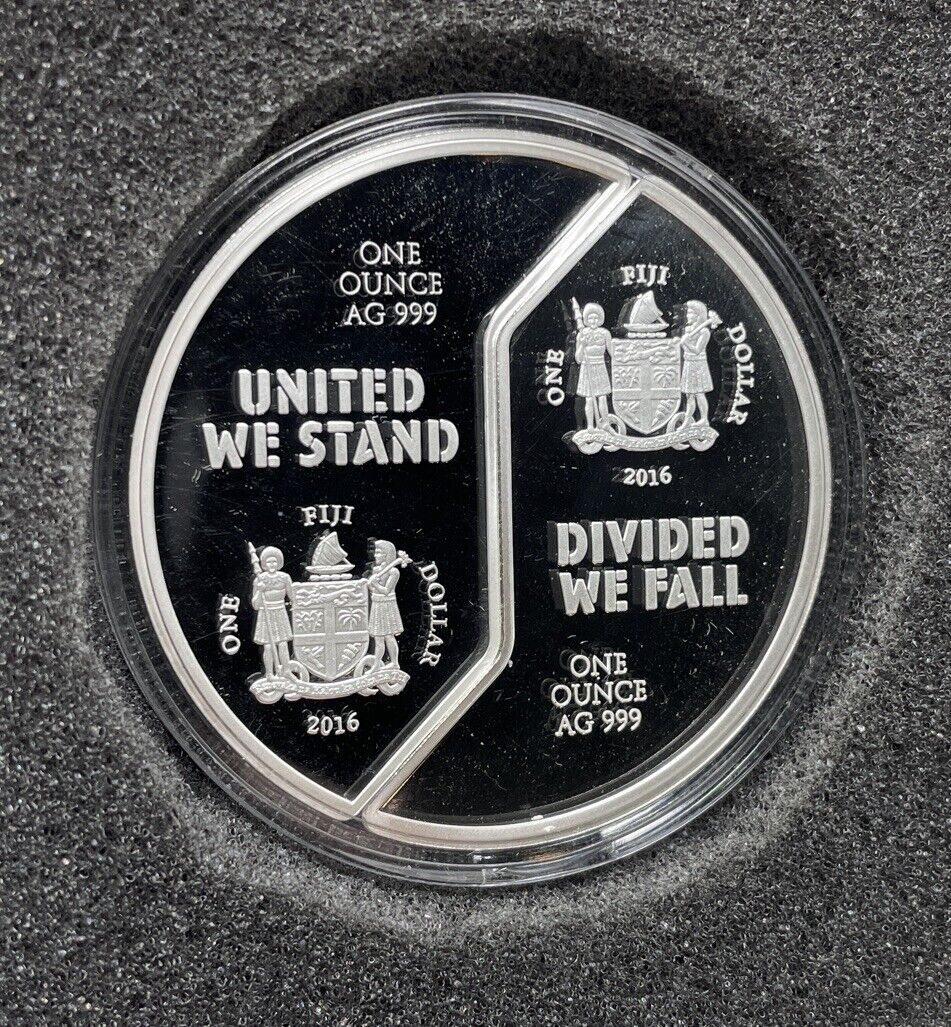 ONE
OUNCE
AG 999
UNITED
WE STAND
FIJI
ONE
DOLLAR
2016
FIJI
ONE
DOLLAR
2016
DIVIDED
WE FALL
ONE
OUNCE
AG 999